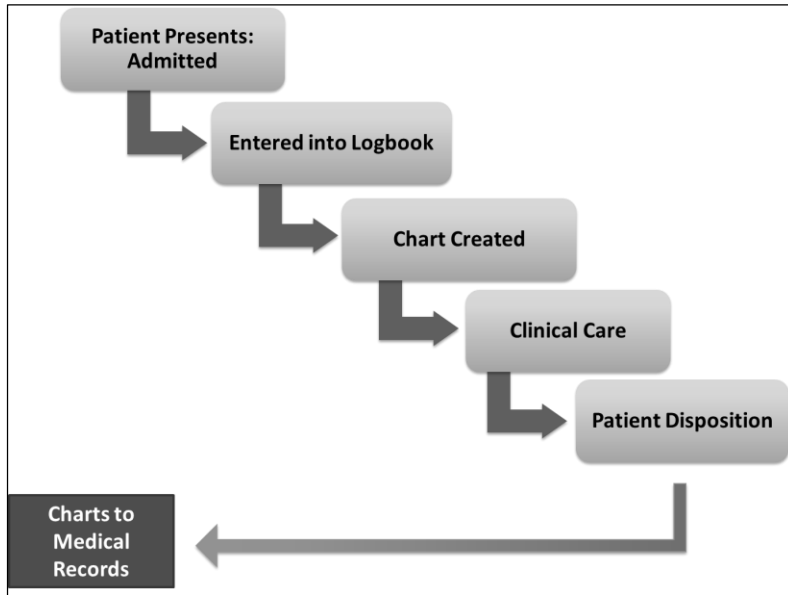 Patient Presents:
Admitted
Entered into Logbook
Chart Created
Clinical Care
Patient Disposition
Charts to
Medical
Records